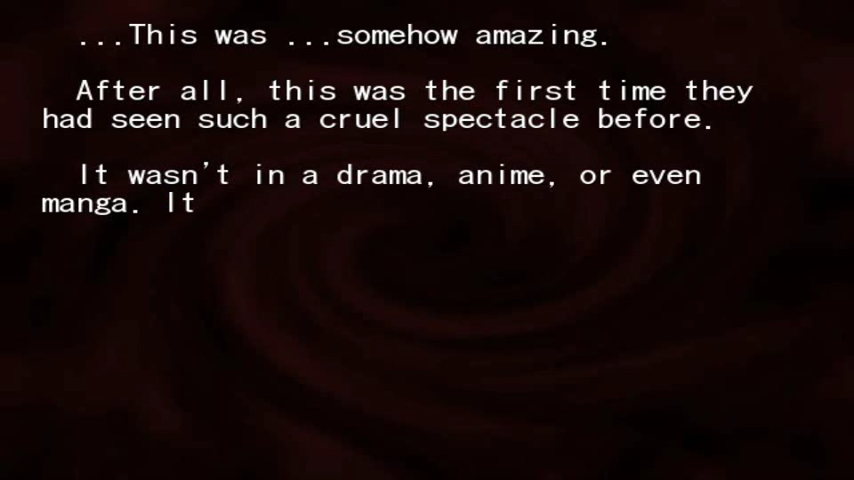 ...This was ...somehow amazing.
After all, this was the first time they
had seen such a cruel spectacle before.
It wasn't in a drama, anime, or even
manga. It